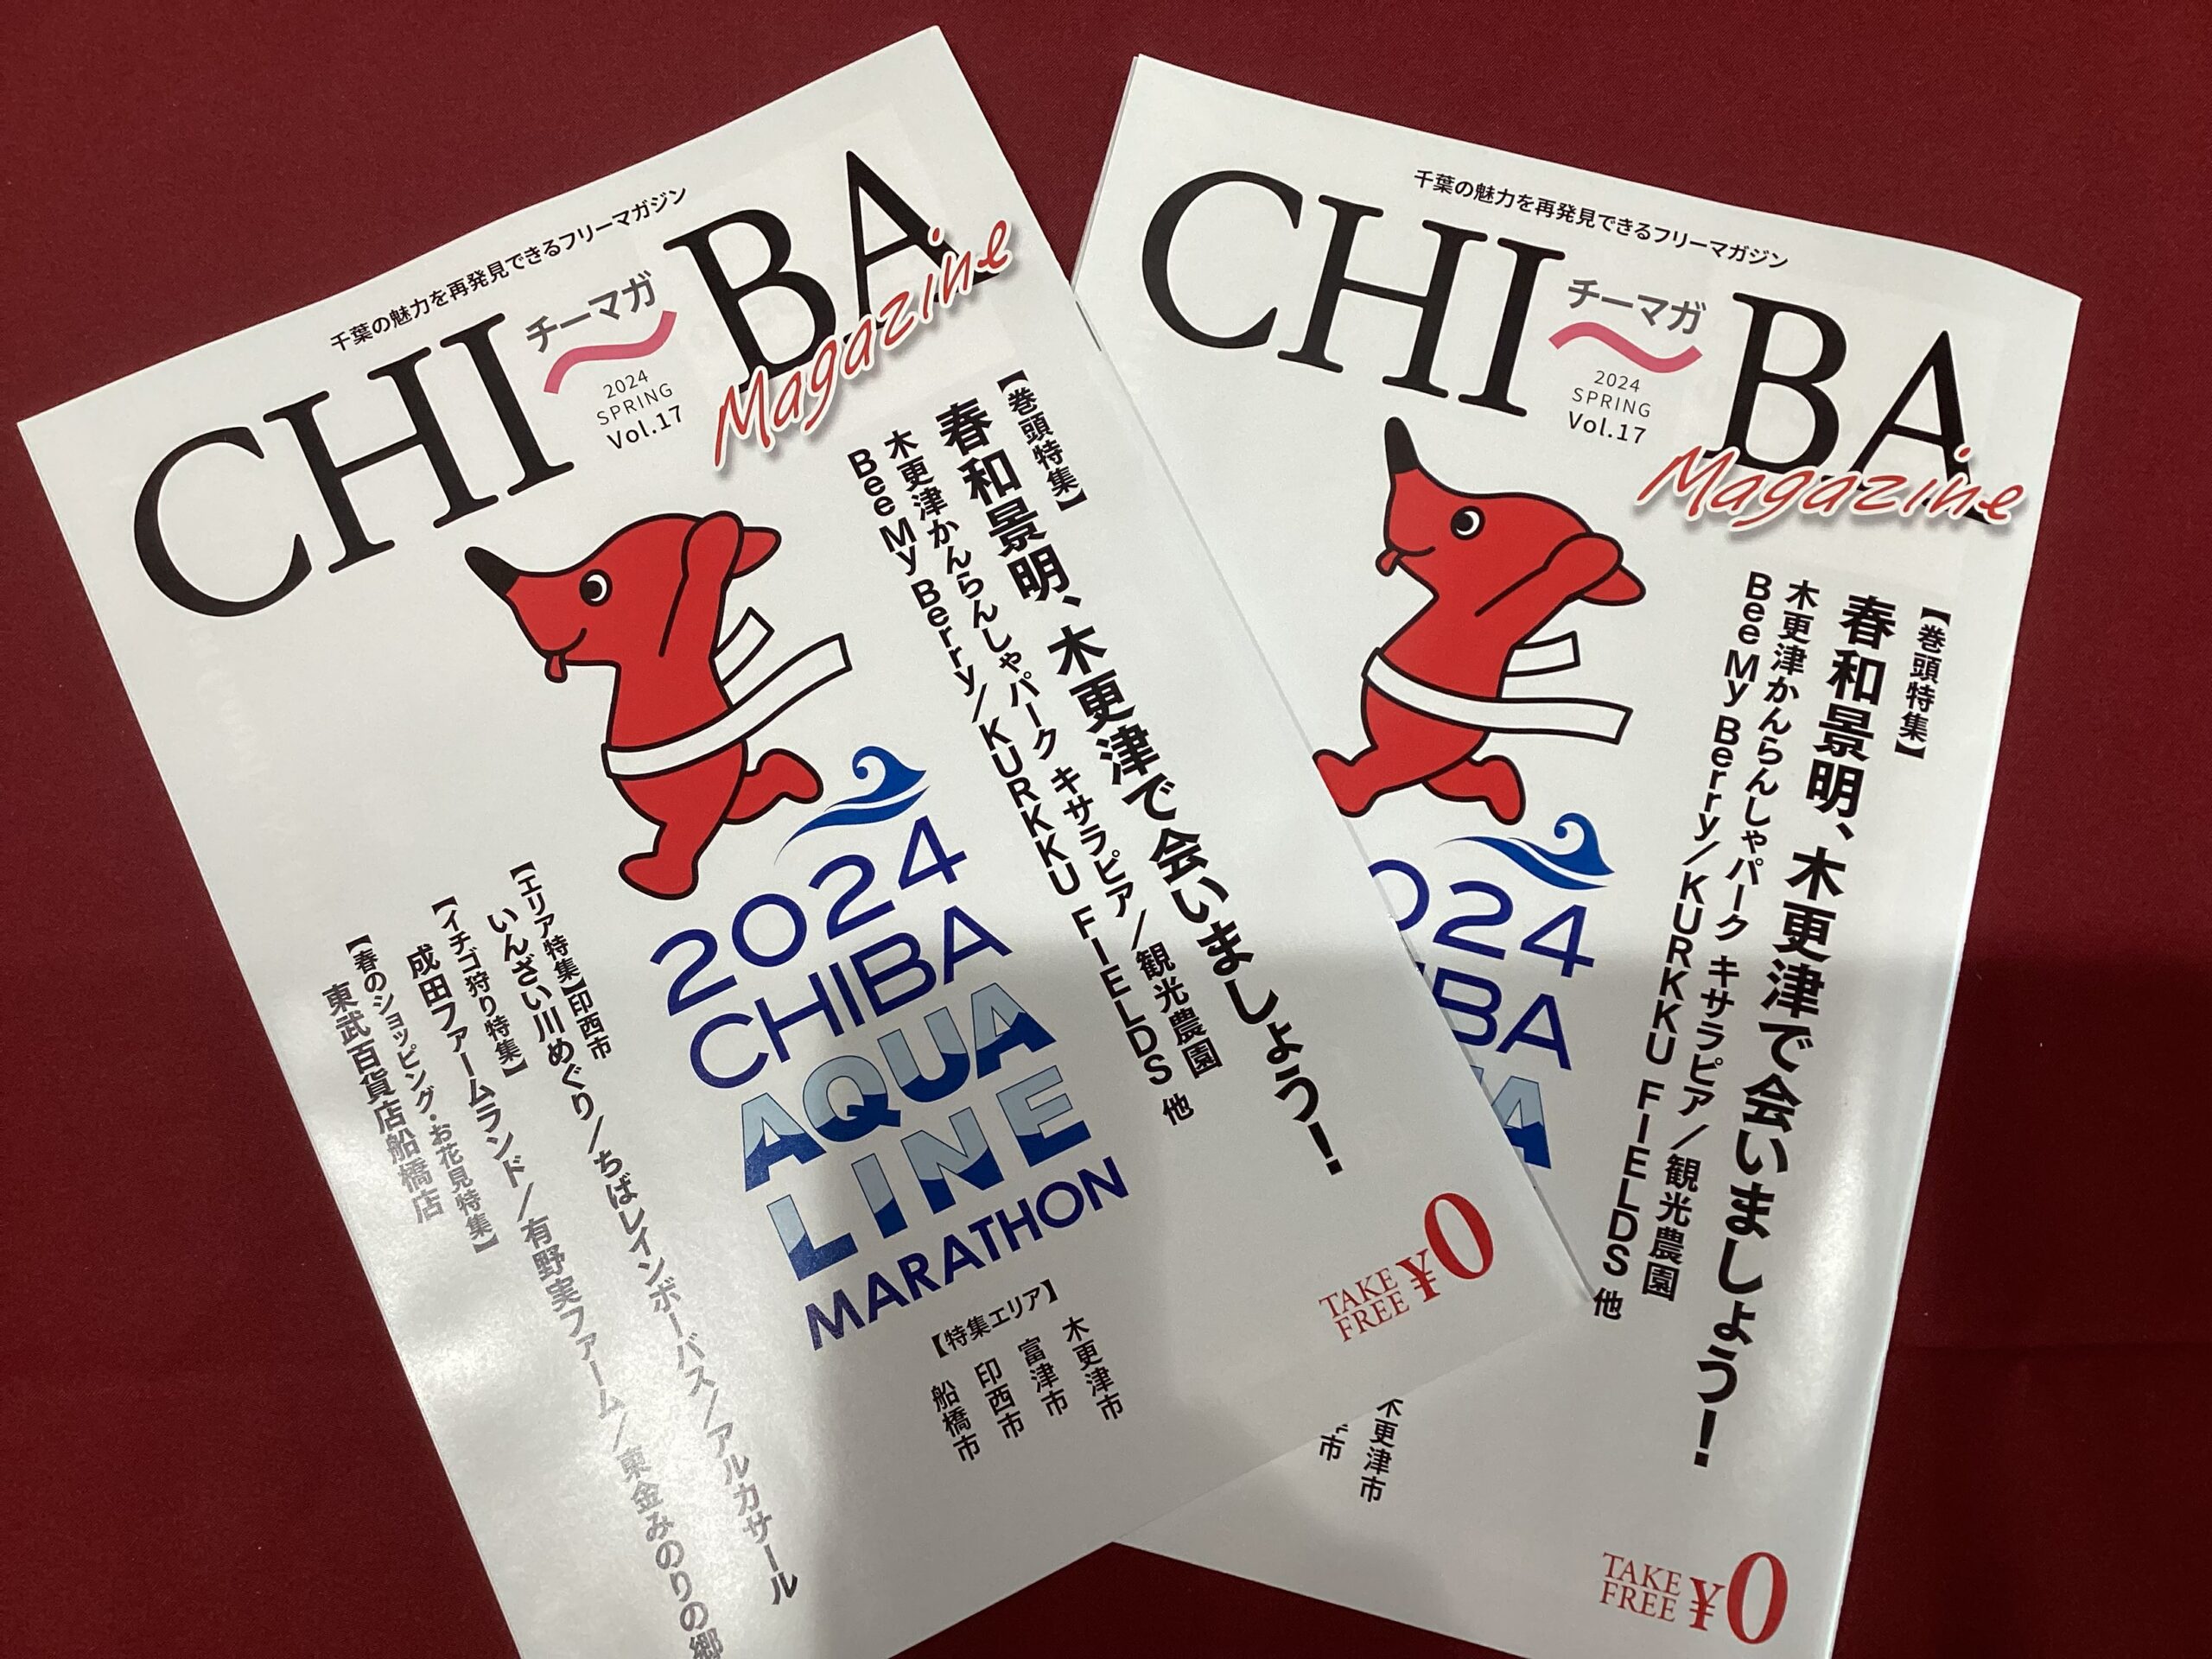 千葉の魅力を再発見できるフリーマガジン
CHI〜BA
チーマガ
Magazine
2024
SPRING
Vol.17
【巻頭特集】
春和景明、木更津で会いましょう!
木更津かんらんしゃパーク キサラピア/観光農園
Bee My Berry/KURKKU FIELDS 他
2024
CHIBA
AQUA
LINE
MARATHON
【エリア特集】印西市
いんざい川めぐり/ちばレインボーバス/アルカサール
【イチゴ狩り特集】
成田ファームランド/有野実ファーム/東金みのりの郷
【春のショッピング・お花見特集】
東武百貨店船橋店
【特集エリア】
木更津市
富津市
印西市
船橋市
TAKE
FREE
¥0
千葉の魅力を再発見できるフリーマガジン
CHI〜BA
チーマガ
Magazine
2024
SPRING
Vol.17
【巻頭特集】
春和景明、木更津で会いましょう!
木更津かんらんしゃパーク キサラピア/観光農園
Bee My Berry/KURKKU FIELDS 他
024
BA
A
木更津市
市
TAKE
FREE
¥0